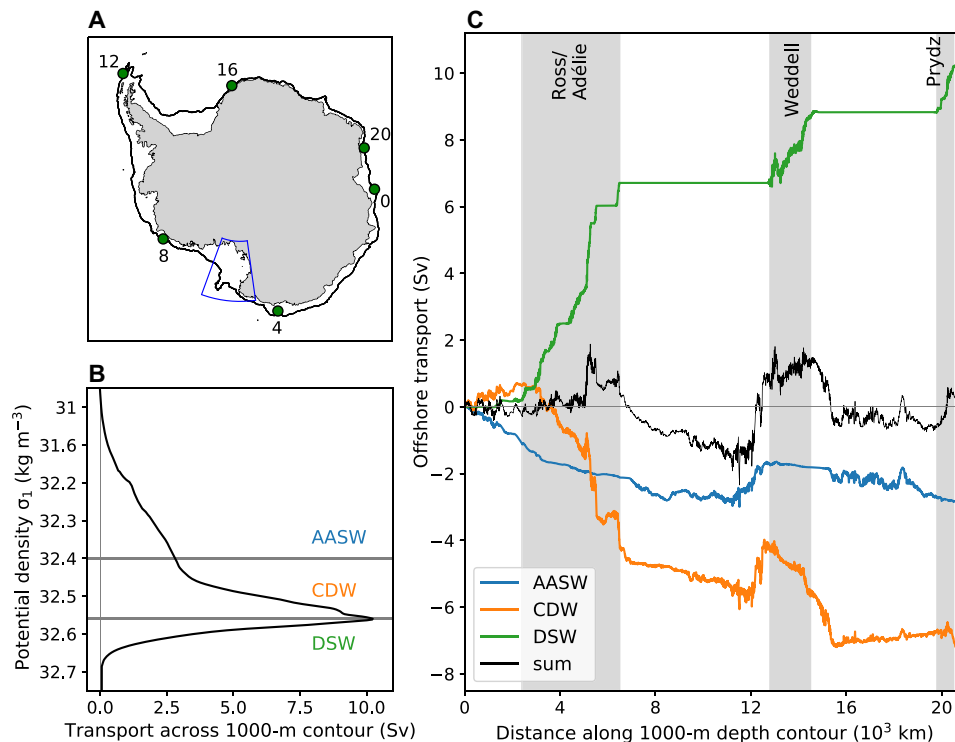 A
12
16
20
0
8
4
B
31
31.6
32.2
32.3
32.4
32.5
32.6
32.7
Potential density σ₁ (kg m⁻³)
AASW
CDW
DSW
0.0 2.5 5.0 7.5 10.0
Transport across 1000-m contour (Sv)
C
Ross/
Adélie
Weddell
Prydz
10
8
6
4
2
0
−2
−4
−6
−8
Offshore transport (Sv)
AASW
CDW
DSW
sum
0 4 8 12 16 20
Distance along 1000-m depth contour (10³ km)